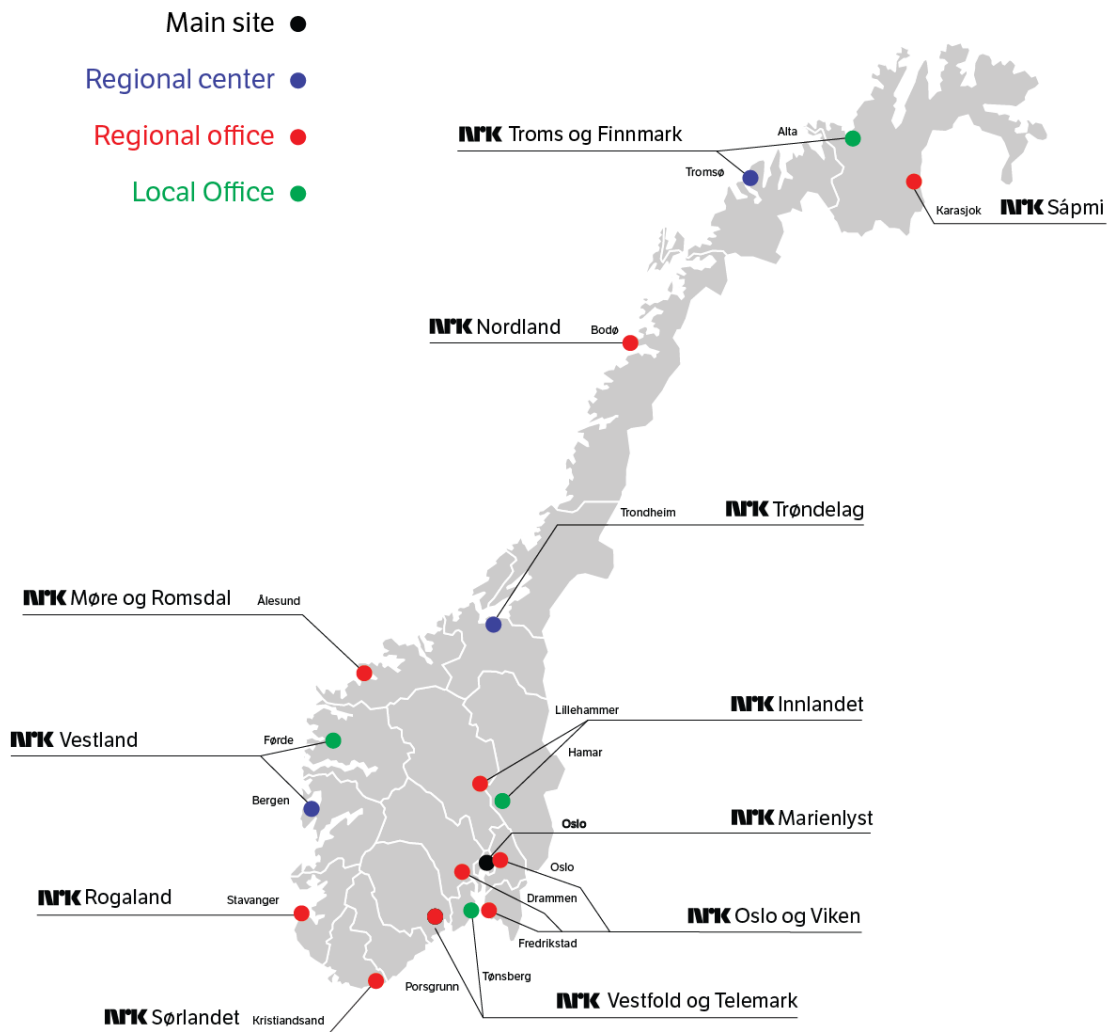 Main site
Regional center
Regional office
Local Office
NrK Troms og Finnmark
Alta
Tromsø
Karasjok
NrK Sápmi
NrK Nordland
Bodø
Trondheim
NrK Trøndelag
NrK Møre og Romsdal
Ålesund
Lillehammer
NrK Innlandet
NrK Vestland
Førde
Hamar
Bergen
Oslo
NrK Marienlyst
Oslo
NrK Rogaland
Stavanger
Drammen
NrK Oslo og Viken
Fredrikstad
Tønsberg
Porsgrunn
NrK Vestfold og Telemark
NrK Sørlandet
Kristiandsand